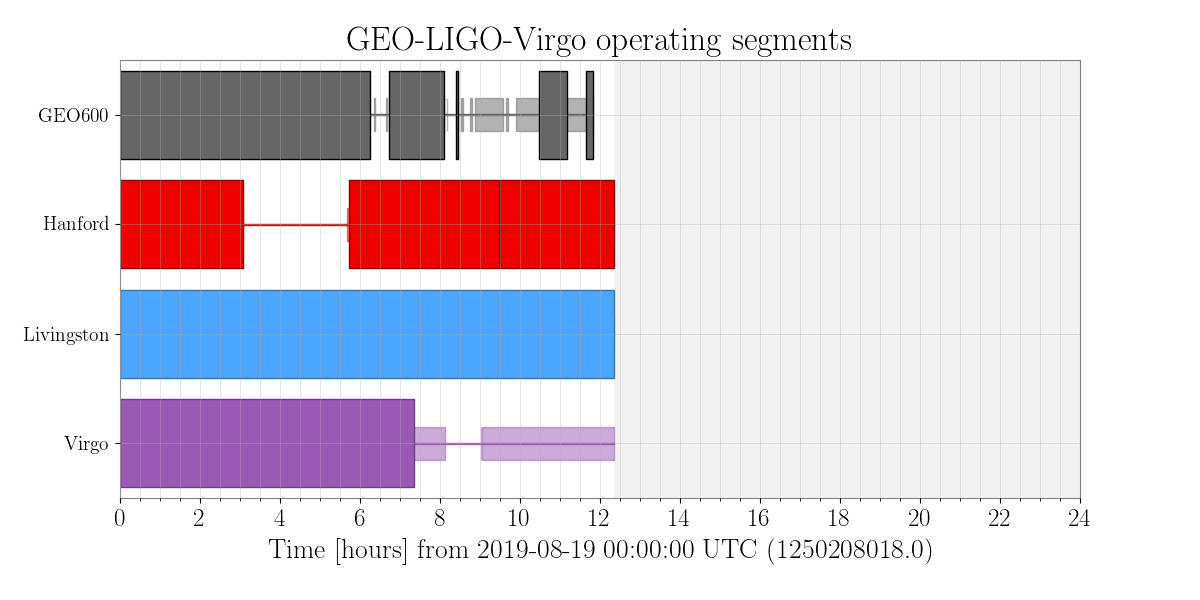 GEO-LIGO-Virgo operating segments
GEO600
Hanford
Livingston
Virgo
0 2 4 6 8 10 12 14 16 18 20 22 24
Time [hours] from 2019-08-19 00:00:00 UTC (1250208018.0)